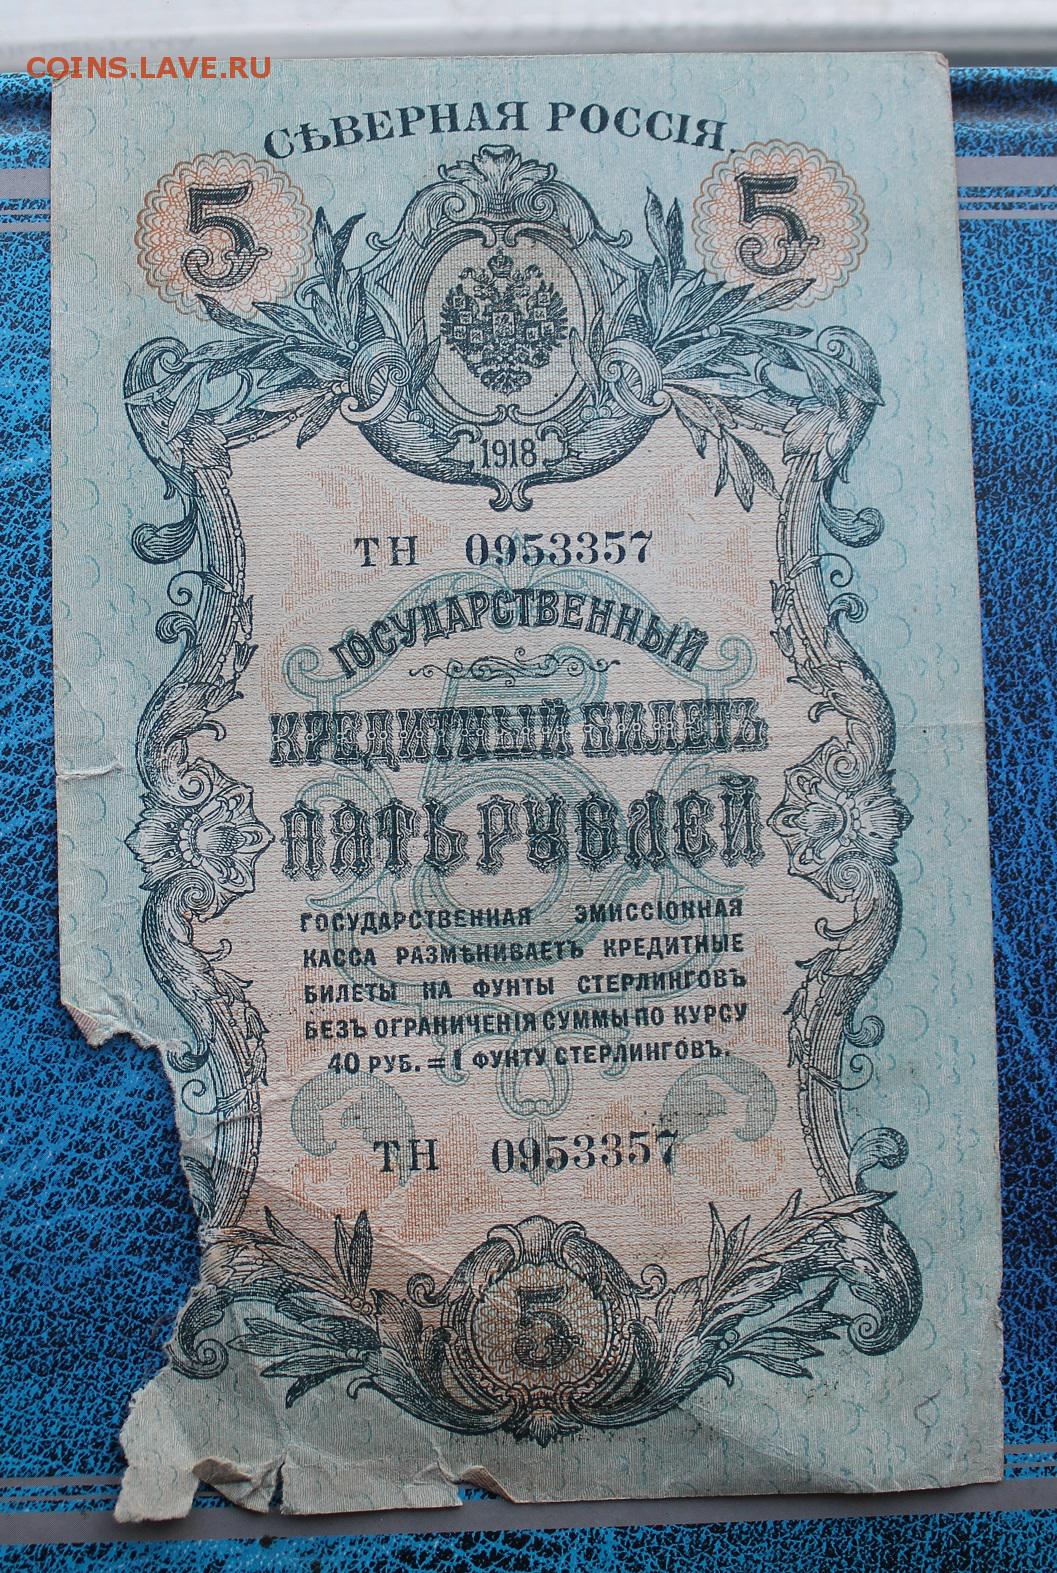 COINS.LAVE.RU
СѢВЕРНАЯ РОССІЯ.
5 5
1918
ТН 0953357
ГОСУДАРСТВЕННЫЙ
КРЕДИТНЫЙ БИЛЕТЪ
ПЯТЬ РУБЛЕЙ
ГОСУДАРСТВЕННАЯ ЭМИССІОННАЯ
КАССА РАЗМѢНИВАЕТЪ КРЕДИТНЫЕ
БИЛЕТЫ НА ФУНТЫ СТЕРЛИНГОВЪ
БЕЗЪ ОГРАНИЧЕНІЯ СУММЫ ПО КУРСУ
40 РУБ. = 1 ФУНТУ СТЕРЛИНГОВЪ.
ТН 0953357
5